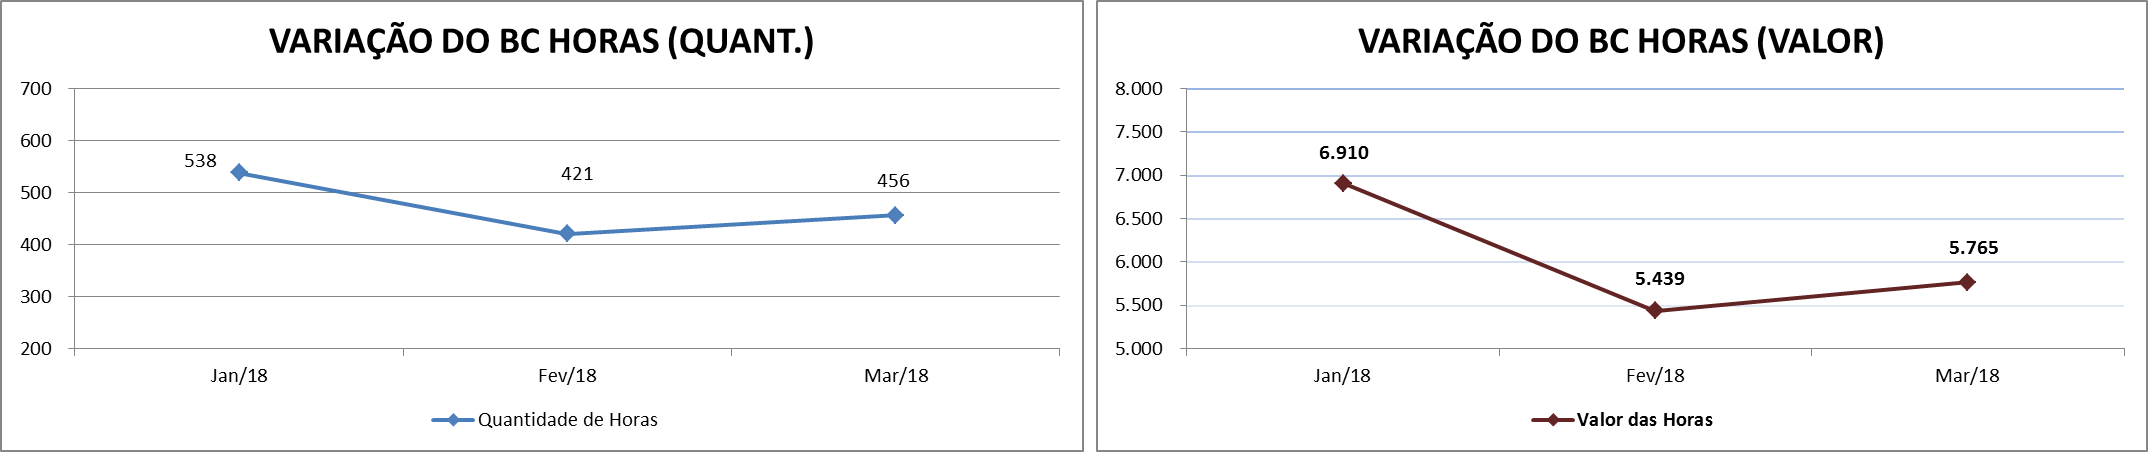 VARIAÇÃO DO BC HORAS (QUANT.)
700
600
500
400
300
200
538
421
456
Jan/18
Fev/18
Mar/18
Quantidade de Horas
VARIAÇÃO DO BC HORAS (VALOR)
8.000
7.500
7.000
6.500
6.000
5.500
5.000
6.910
5.439
5.765
Jan/18
Fev/18
Mar/18
Valor das Horas